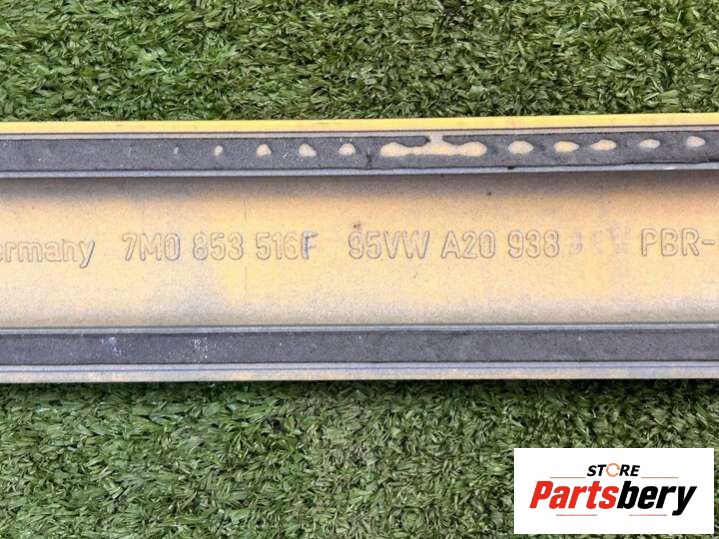 ermany 7M0 853 516F 95VW A20 938 PBR-
STORE
Partsbery